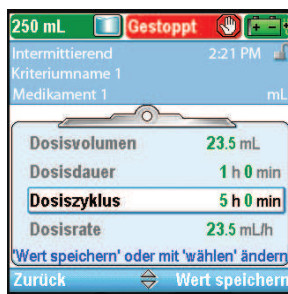 250 mL Gestoppt
Intermittierend 2:21 PM
Kriteriumname 1
Medikament 1 mL
Dosisvolumen 23.5 mL
Dosisdauer 1 h 0 min
Dosiszyklus 5 h 0 min
Dosisrate 23.5 mL/h
'Wert speichern' oder mit 'wählen' ändern
Zurück Wert speichern